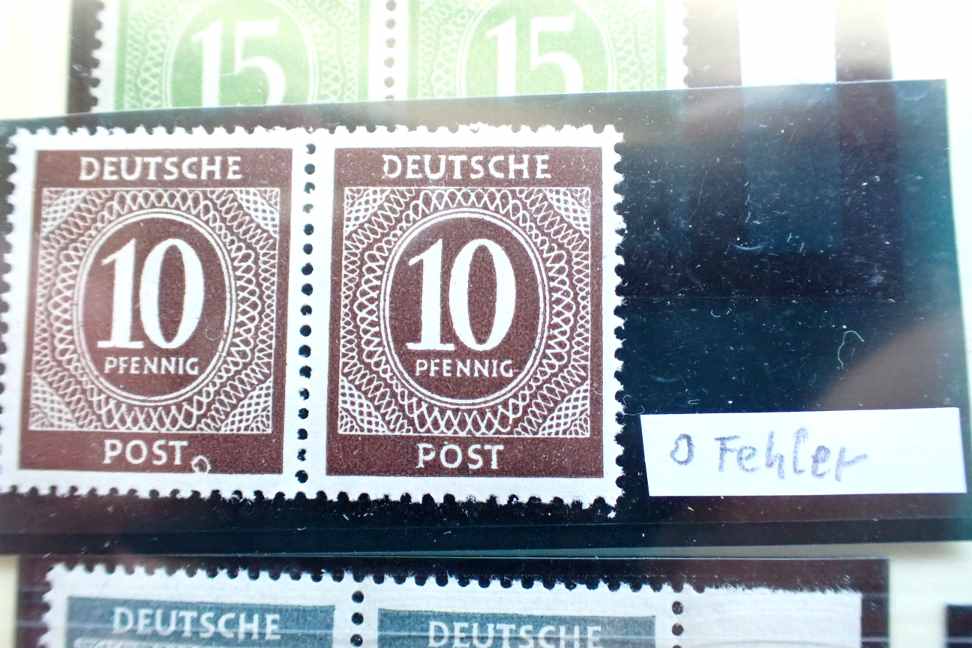 15 15
DEUTSCHE DEUTSCHE
10 10
PFENNIG PFENNIG
POST POST
O Fehler
DEUTSCHE DEUTSCHE